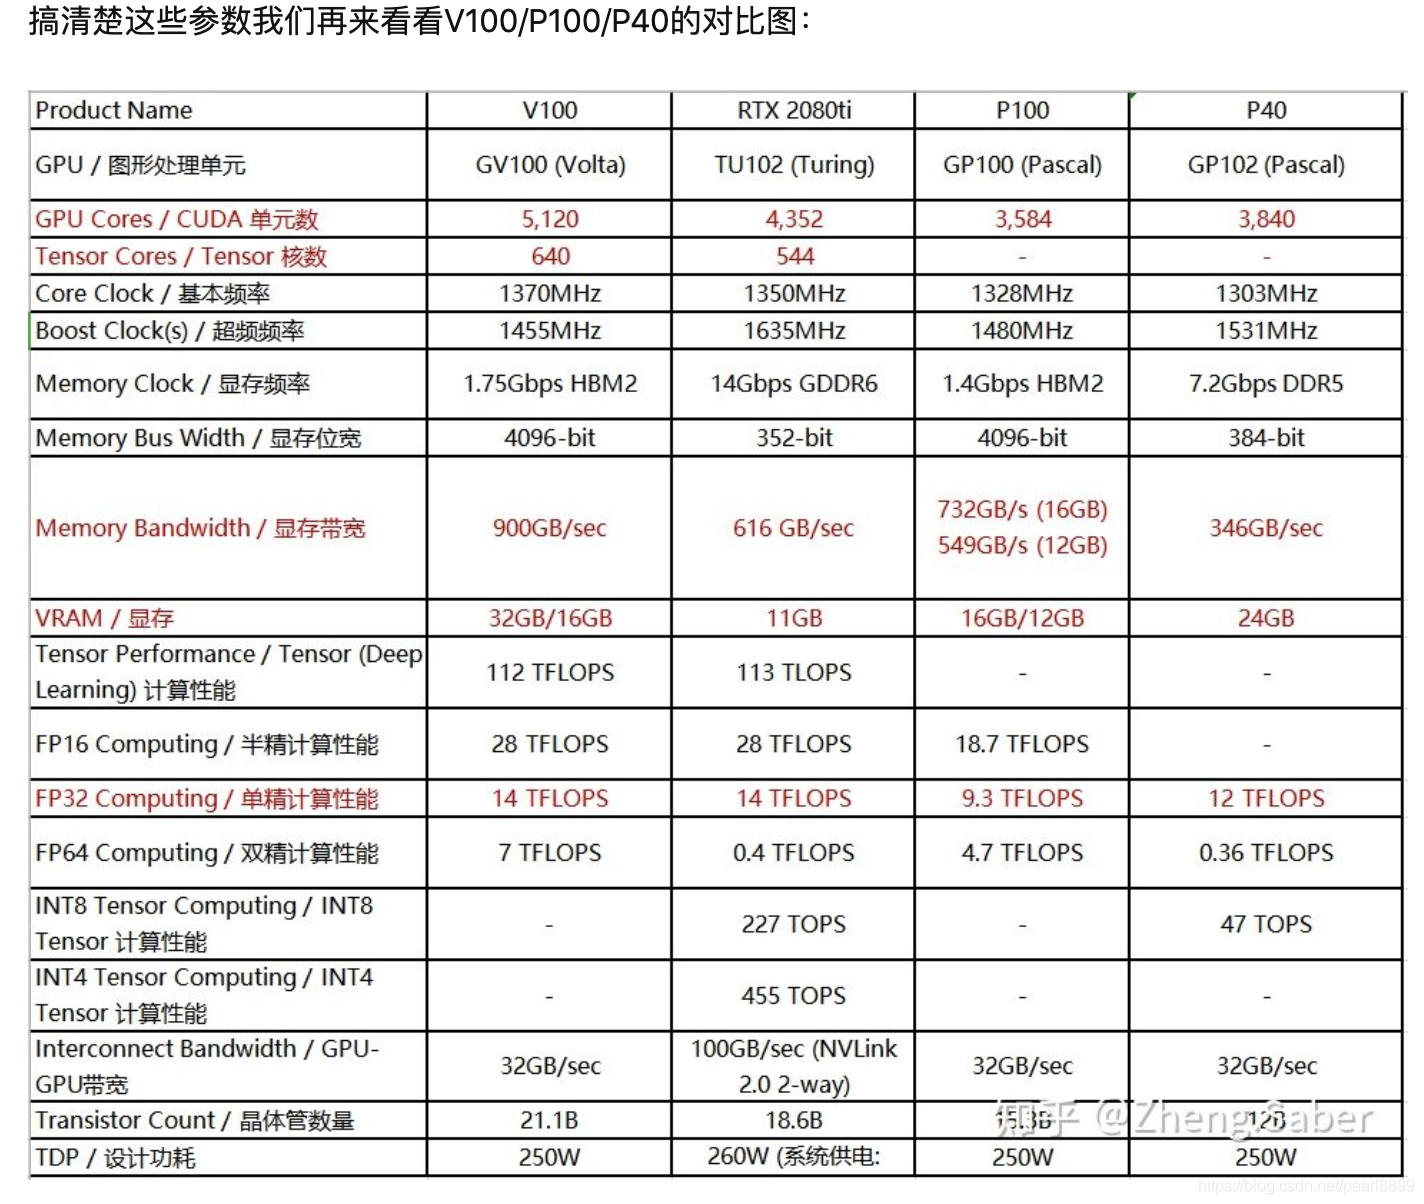 搞清楚这些参数我们再来看看V100/P100/P40的对比图：
Product Name V100 RTX 2080ti P100 P40
GPU / 图形处理单元 GV100 (Volta) TU102 (Turing) GP100 (Pascal) GP102 (Pascal)
GPU Cores / CUDA 单元数 5,120 4,352 3,584 3,840
Tensor Cores / Tensor 核数 640 544 - -
Core Clock / 基本频率 1370MHz 1350MHz 1328MHz 1303MHz
Boost Clock(s) / 超频频率 1455MHz 1635MHz 1480MHz 1531MHz
Memory Clock / 显存频率 1.75Gbps HBM2 14Gbps GDDR6 1.4Gbps HBM2 7.2Gbps DDR5
Memory Bus Width / 显存位宽 4096-bit 352-bit 4096-bit 384-bit
Memory Bandwidth / 显存带宽 900GB/sec 616 GB/sec 732GB/s (16GB) 346GB/sec
549GB/s (12GB)
VRAM / 显存 32GB/16GB 11GB 16GB/12GB 24GB
Tensor Performance / Tensor (Deep
Learning) 计算性能 112 TFLOPS 113 TLOPS - -
FP16 Computing / 半精计算性能 28 TFLOPS 28 TFLOPS 18.7 TFLOPS -
FP32 Computing / 单精计算性能 14 TFLOPS 14 TFLOPS 9.3 TFLOPS 12 TFLOPS
FP64 Computing / 双精计算性能 7 TFLOPS 0.4 TFLOPS 4.7 TFLOPS 0.36 TFLOPS
INT8 Tensor Computing / INT8
Tensor 计算性能 - 227 TOPS - 47 TOPS
INT4 Tensor Computing / INT4
Tensor 计算性能 - 455 TOPS - -
Interconnect Bandwidth / GPU-
GPU带宽 32GB/sec 100GB/sec (NVLink 32GB/sec 32GB/sec
2.0 2-way)
Transistor Count / 晶体管数量 21.1B 18.6B 15.3B 12B
知乎 @Zheng.Saber
TDP / 设计功耗 250W 260W (系统供电: 250W 250W
https://blog.csdn.net/pearl8899